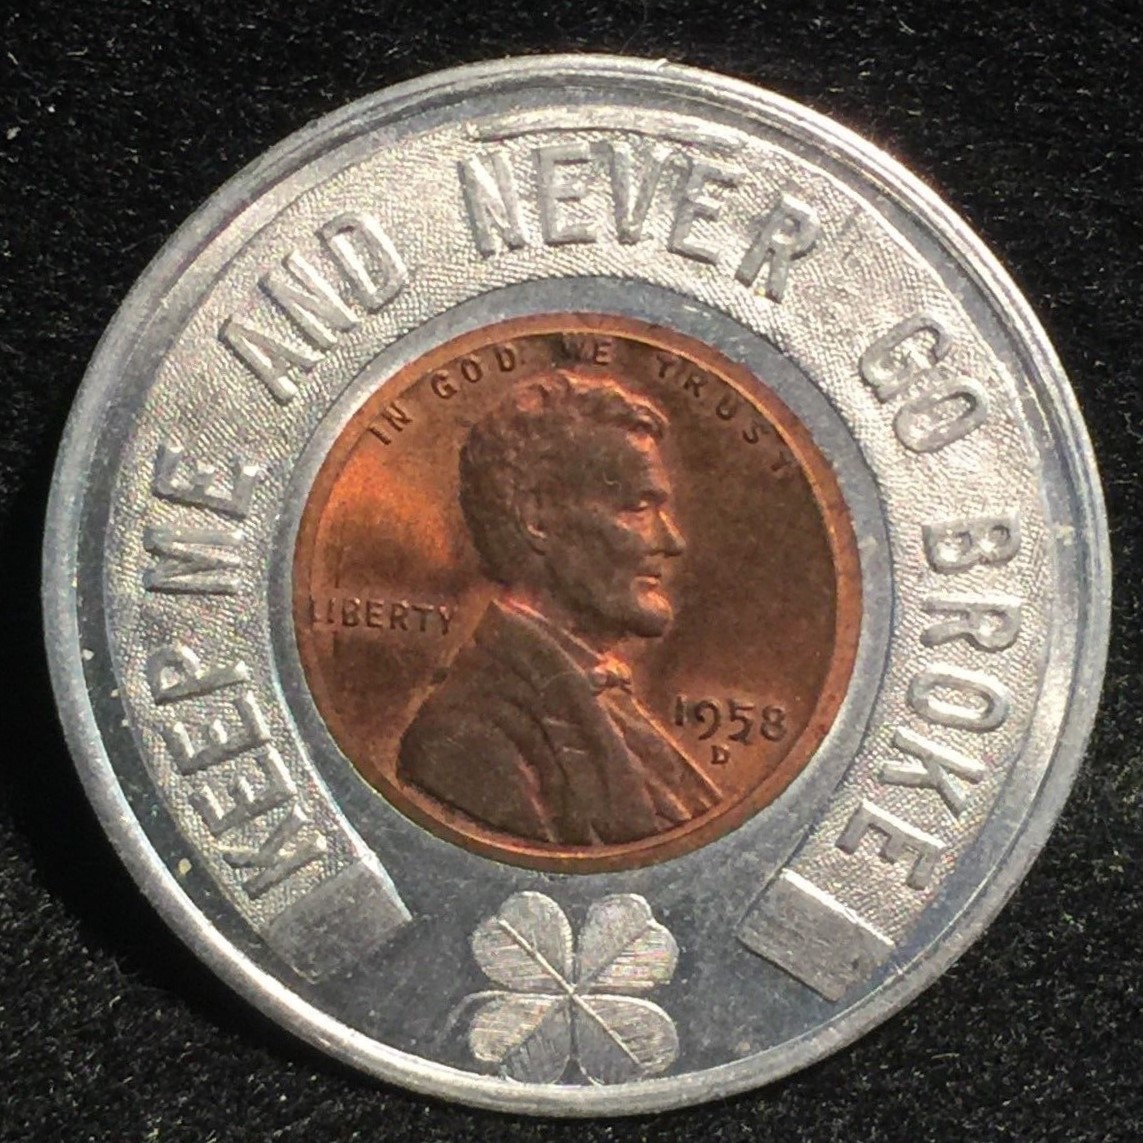 KEEP ME AND NEVER GO BROKE
IN GOD WE TRUST
LIBERTY
1958
D